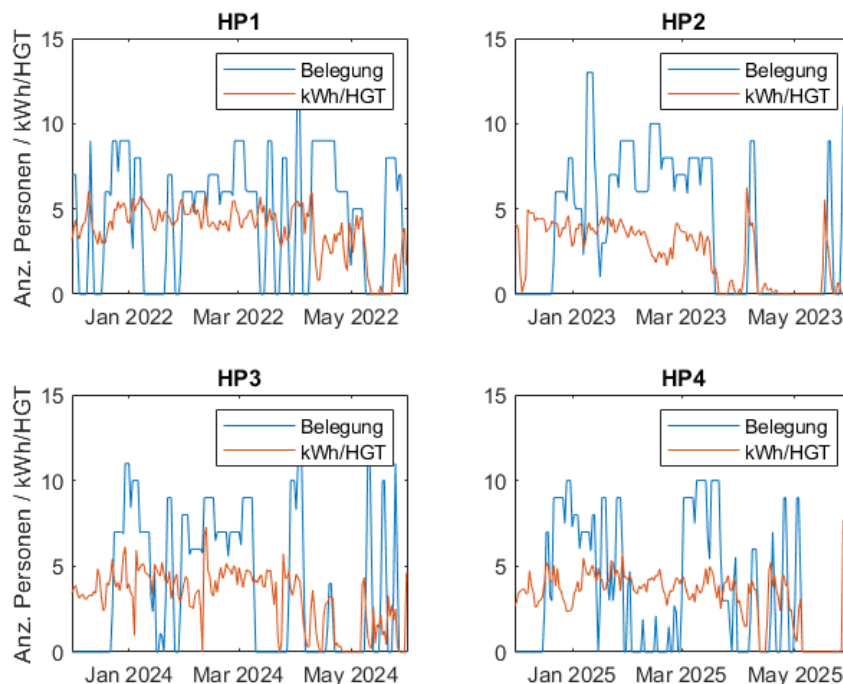 HP1
15
10
5
0
Anz. Personen / kWh/HGT
Belegung
kWh/HGT
Jan 2022
Mar 2022
May 2022
HP2
15
10
5
0
Belegung
kWh/HGT
Jan 2023
Mar 2023
May 2023
HP3
15
10
5
0
Anz. Personen / kWh/HGT
Belegung
kWh/HGT
Jan 2024
Mar 2024
May 2024
HP4
15
10
5
0
Belegung
kWh/HGT
Jan 2025
Mar 2025
May 2025